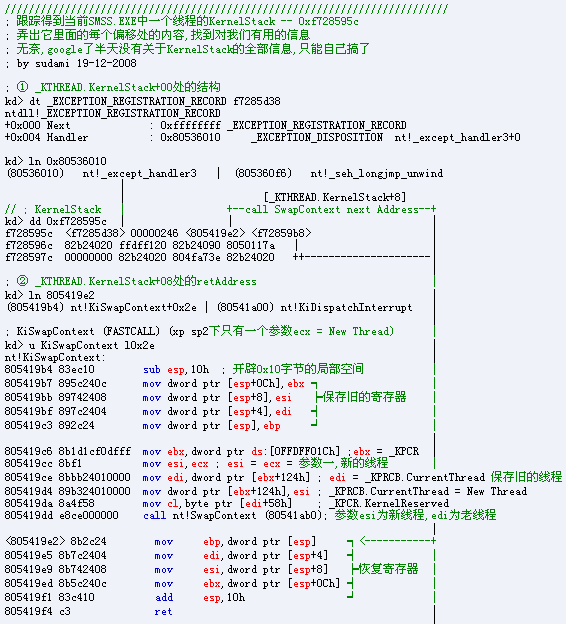 ////////////////////////////////////////////////////////////////////////
; 跟踪得到当前SMSS.EXE中一个线程的KernelStack -- 0xf728595c
; 弄出它里面的每个偏移处的内容,找到对我们有用的信息
; 无奈,google了半天没有关于KernelStack的全部信息,只能自己搞了
; by sudami 19-12-2008
; ① _KTHREAD.KernelStack+00处的结构
kd> dt _EXCEPTION_REGISTRATION_RECORD f7285d38
ntdll!_EXCEPTION_REGISTRATION_RECORD
+0x000 Next : 0xffffffff _EXCEPTION_REGISTRATION_RECORD
+0x004 Handler : 0x80536010 _EXCEPTION_DISPOSITION nt!_except_handler3+0
kd> ln 0x80536010
(80536010) nt!_except_handler3 | (805360f6) nt!_seh_longjmp_unwind
[_KTHREAD.KernelStack+8]
// ; KernelStack | +--call SwapContext next Address--+
kd> dd 0xf728595c
f728595c <f7285d38> 00000246 <805419e2> <f72859b8>
f728596c 82b24020 ffdff120 82b24090 8050117a |
f728597c 00000000 82b24020 804fa73e 82b24020 ++---------------------|
; ② _KTHREAD.KernelStack+08处的retAddress
kd> ln 805419e2
(805419b4) nt!KiSwapContext+0x2e | (80541a00) nt!KiDispatchInterrupt
; KiSwapContext (FASTCALL) (xp sp2下只有一个参数ecx = New Thread)
kd> u KiSwapContext l0x2e
nt!KiSwapContext:
805419b4 83ec10 sub esp,10h ; 开辟0x10字节的局部空间
805419b7 895c240c mov dword ptr [esp+0Ch],ebx ┓
805419bb 89742408 mov dword ptr [esp+8],esi ┣保存旧的寄存器
805419bf 897c2404 mov dword ptr [esp+4],edi ┫
805419c3 892c24 mov dword ptr [esp],ebp ┛
805419c6 8b1d1cf0dfff mov ebx,dword ptr ds:[0FFDFF01Ch] ;ebx = _KPCR
805419cc 8bf1 mov esi,ecx ; esi = ecx = 参数一,新的线程
805419ce 8bbb24010000 mov edi,dword ptr [ebx+124h] ; edi = _KPRCB.CurrentThread 保存旧的线程
805419d4 89b324010000 mov dword ptr [ebx+124h],esi ; _KPRCB.CurrentThread = New Thread
805419da 8a4f58 mov cl,byte ptr [edi+58h] ; _KPCR.KernelReserved
805419dd e8ce000000 call nt!SwapContext (80541ab0); 参数esi为新线程,edi为老线程
<805419e2> 8b2c24 mov ebp,dword ptr [esp] ┓ <-----------+
805419e5 8b7c2404 mov edi,dword ptr [esp+4] ┫
805419e9 8b742408 mov esi,dword ptr [esp+8] ┣恢复寄存器
805419ed 8b5c240c mov ebx,dword ptr [esp+0Ch] ┫
805419f1 83c410 add esp,10h ┛
805419f4 c3 ret